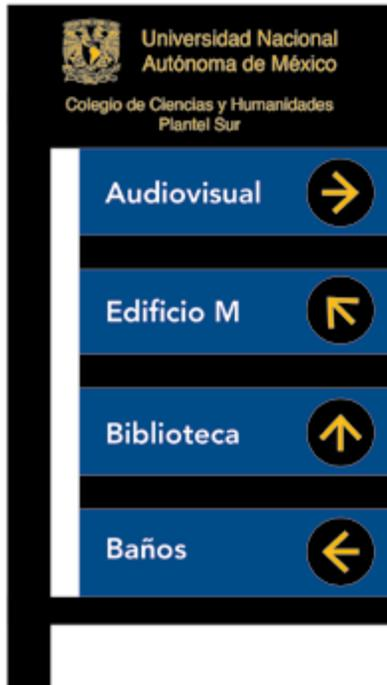 Universidad Nacional
Autónoma de México
Colegio de Ciencias y Humanidades
Plantel Sur
Audiovisual
Edificio M
Biblioteca
Baños